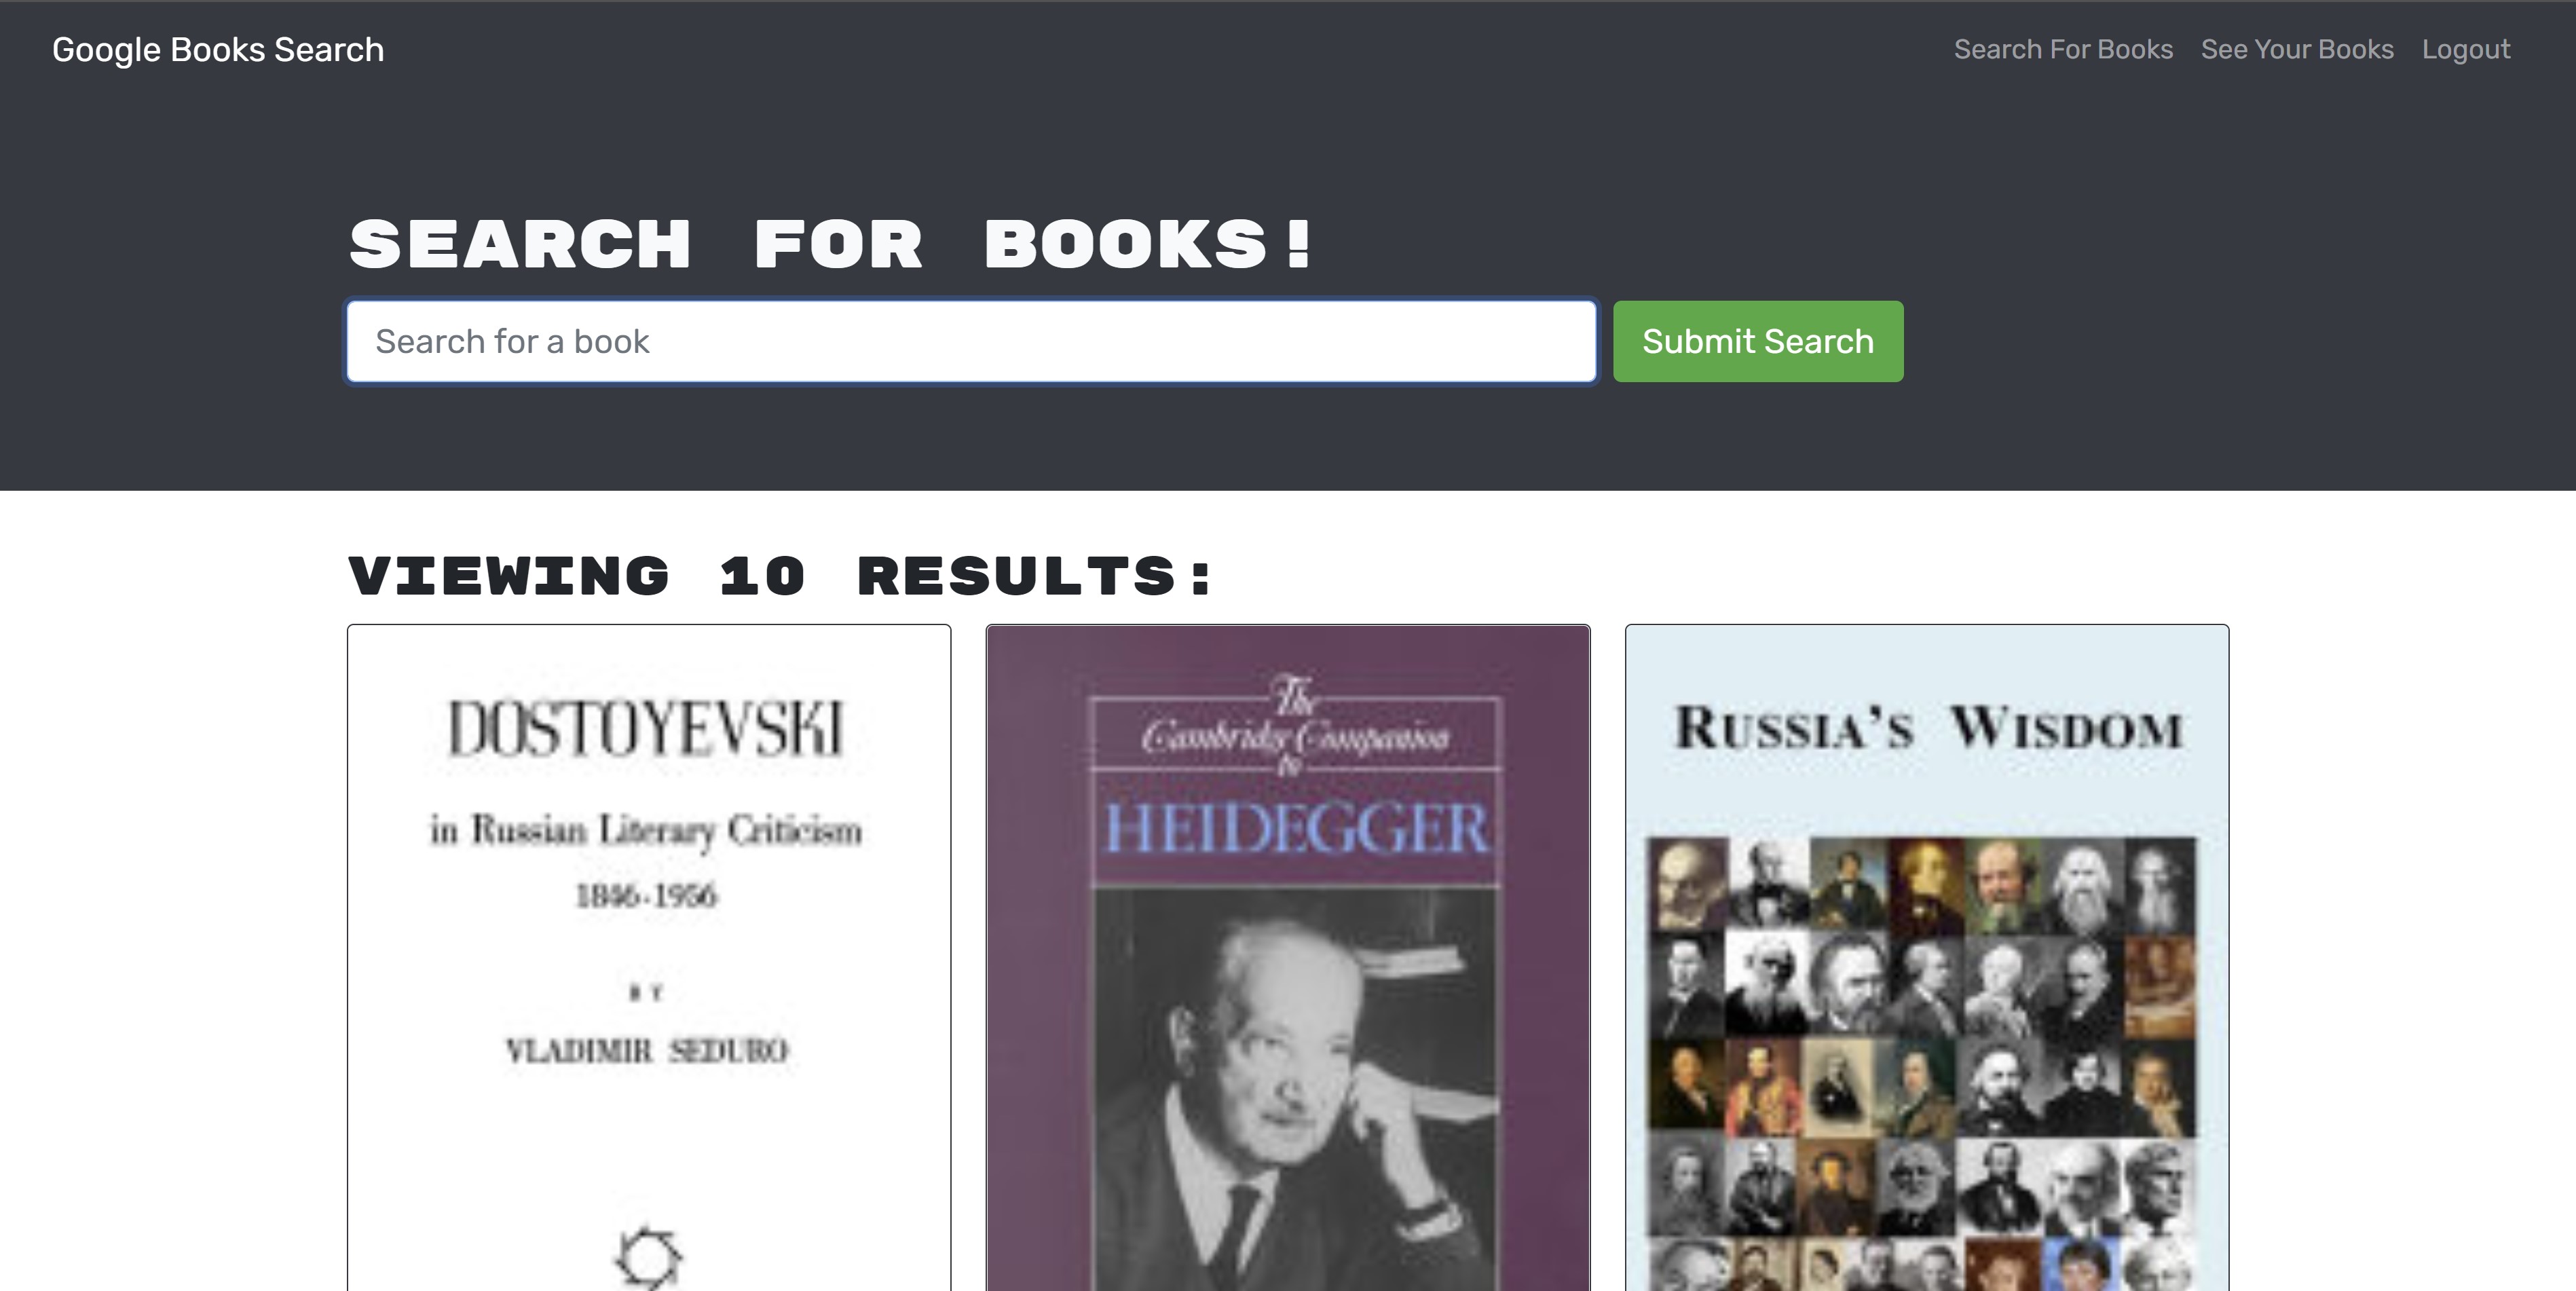 Google Books Search
Search For Books
See Your Books
Logout
SEARCH FOR BOOKS!
Search for a book
Submit Search
VIEWING 10 RESULTS:
DOSTOYEVSKI
in Russian Literary Criticism
1846-1956
BY
VLADIMIR SEDURO
The
Cambridge Companion
to
HEIDEGGER
RUSSIA'S WISDOM